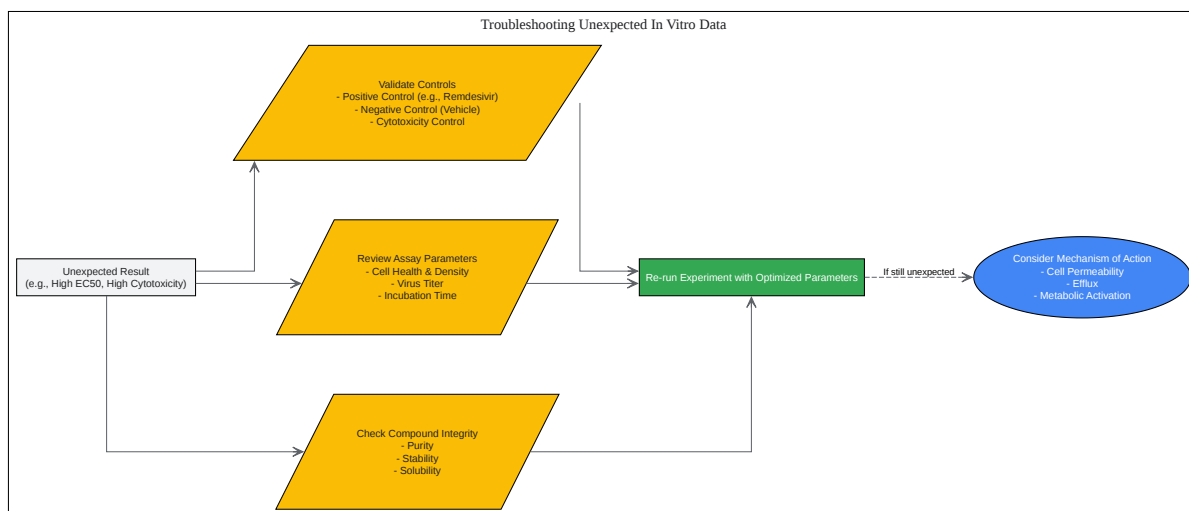 Troubleshooting Unexpected In Vitro Data
Validate Controls
- Positive Control (e.g., Remdesivir)
- Negative Control (Vehicle)
- Cytotoxicity Control
Unexpected Result
(e.g., High EC50, High Cytotoxicity)
Review Assay Parameters
- Cell Health & Density
- Virus Titer
- Incubation Time
Check Compound Integrity
- Purity
- Stability
- Solubility
Re-run Experiment with Optimized Parameters
If still unexpected
Consider Mechanism of Action
- Cell Permeability
- Efflux
- Metabolic Activation